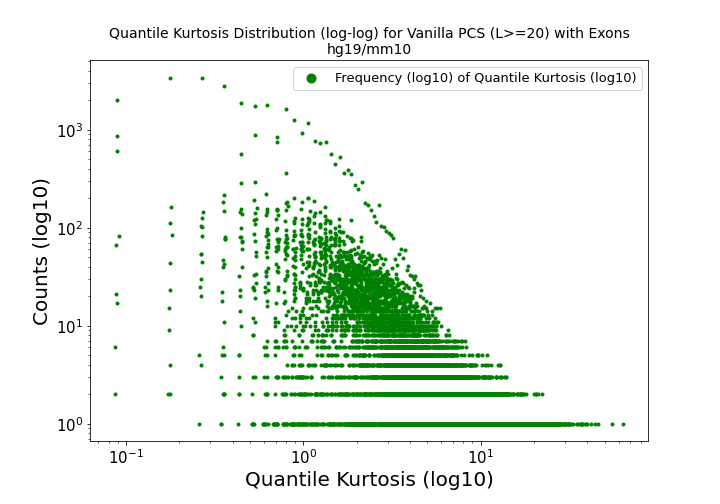 Quantile Kurtosis Distribution (log-log) for Vanilla PCS (L>=20) with Exons
hg19/mm10
Frequency (log10) of Quantile Kurtosis (log10)
Counts (log10)
10³
10²
10¹
10⁰
10⁻¹ 10⁰ 10¹
Quantile Kurtosis (log10)